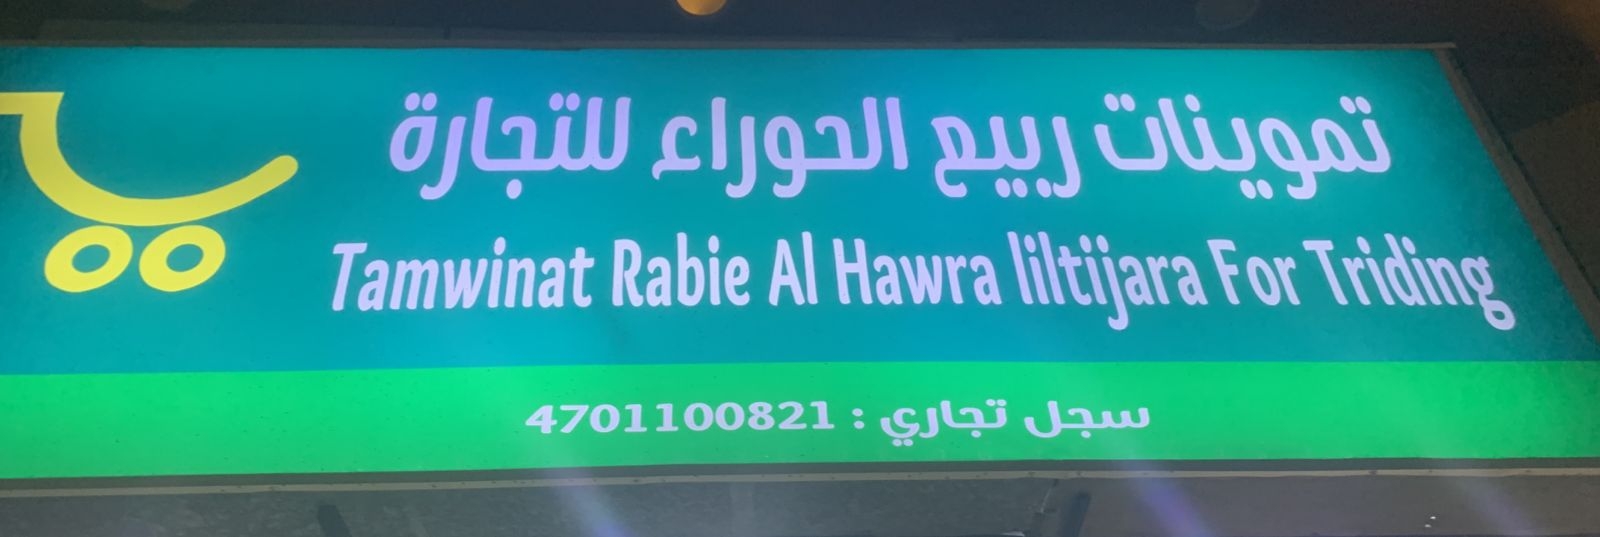 تموينات ربيع الحوراء للتجارة
Tamwinat Rabie Al Hawra liltijara For Triding
سجل تجاري : 4701100821